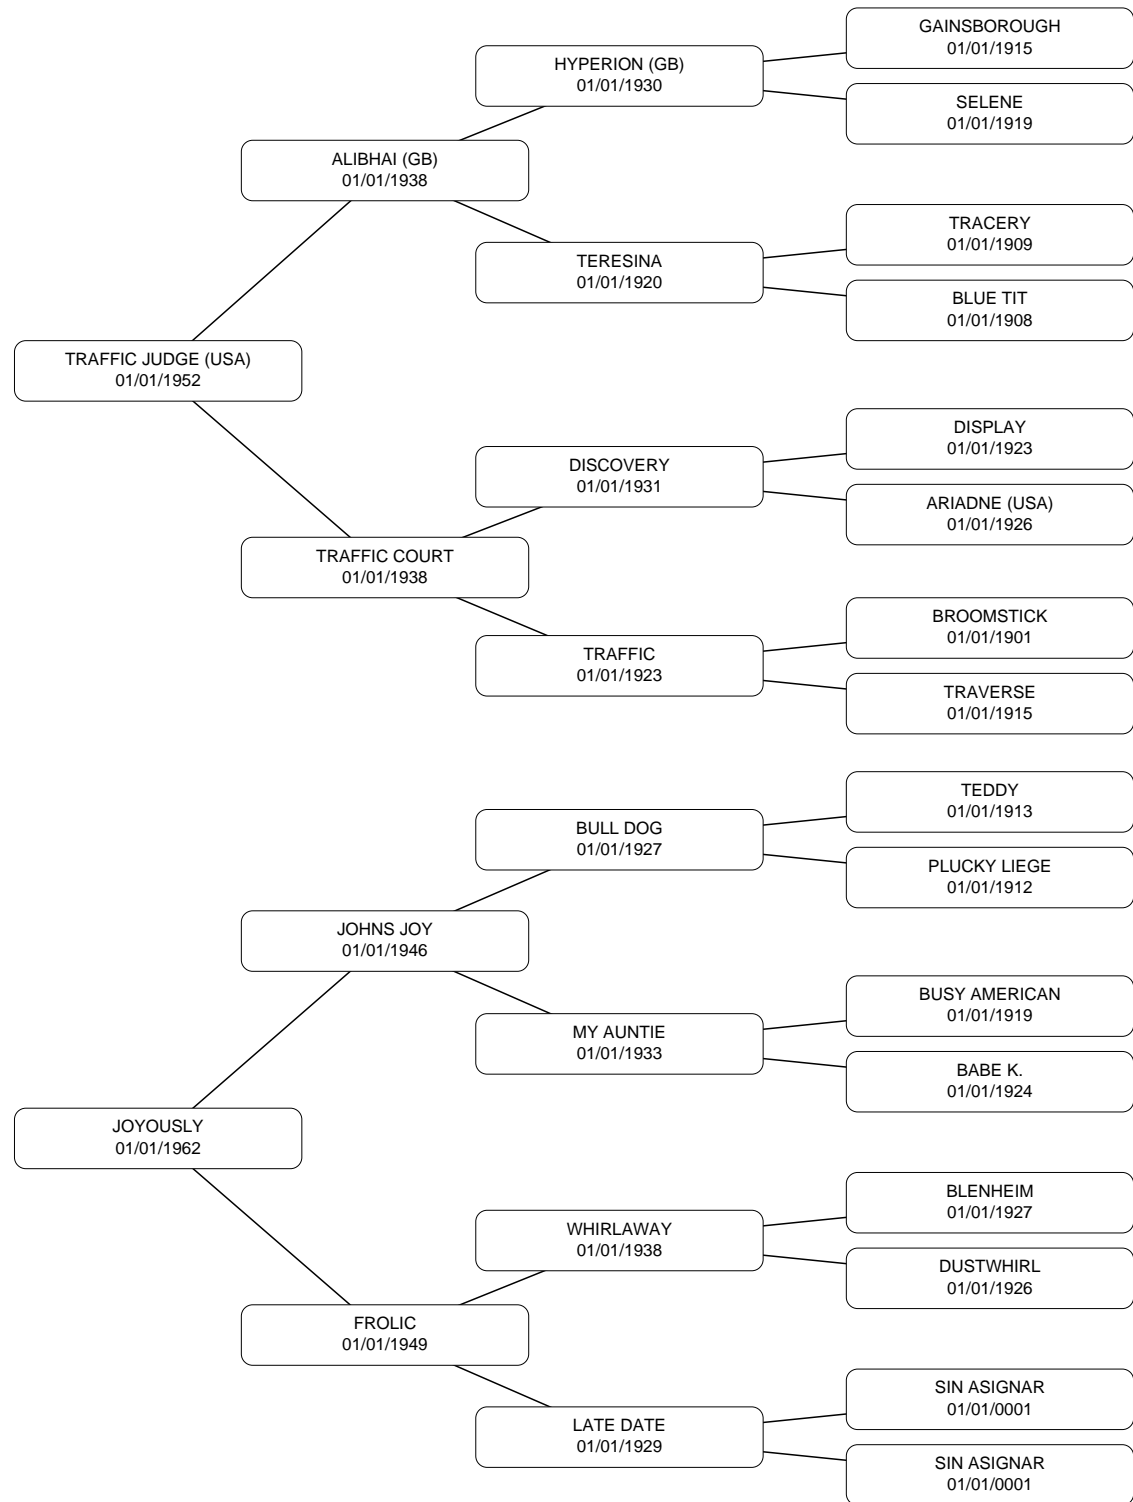 GAINSBOROUGH
01/01/1915
HYPERION (GB)
01/01/1930
SELENE
01/01/1919
ALIBHAI (GB)
01/01/1938
TRACERY
01/01/1909
TERESINA
01/01/1920
BLUE TIT
01/01/1908
TRAFFIC JUDGE (USA)
01/01/1952
DISPLAY
01/01/1923
DISCOVERY
01/01/1931
ARIADNE (USA)
01/01/1926
TRAFFIC COURT
01/01/1938
BROOMSTICK
01/01/1901
TRAFFIC
01/01/1923
TRAVERSE
01/01/1915
TEDDY
01/01/1913
BULL DOG
01/01/1927
PLUCKY LIEGE
01/01/1912
JOHNS JOY
01/01/1946
BUSY AMERICAN
01/01/1919
MY AUNTIE
01/01/1933
BABE K.
01/01/1924
JOYOUSLY
01/01/1962
BLENHEIM
01/01/1927
WHIRLAWAY
01/01/1938
DUSTWHIRL
01/01/1926
FROLIC
01/01/1949
SIN ASIGNAR
01/01/0001
LATE DATE
01/01/1929
SIN ASIGNAR
01/01/0001